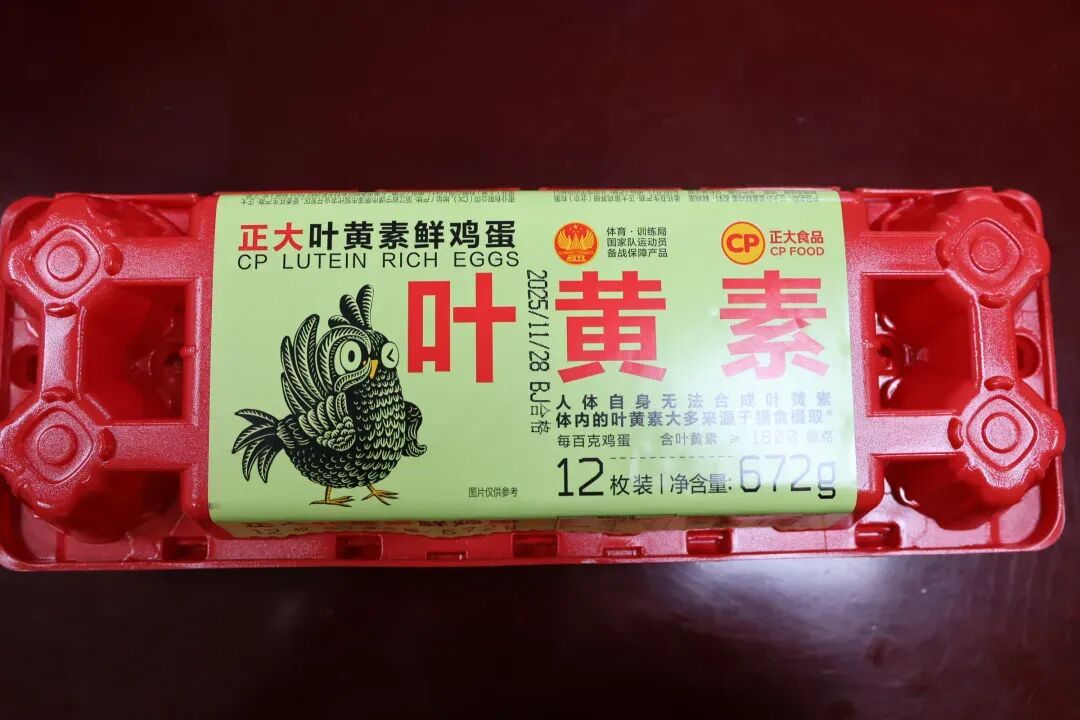 正大叶黄素鲜鸡蛋
CP LUTEIN RICH EGGS
体育·训练局
国家队运动员
备战保障产品
CP
正大食品
CP FOOD
叶黄素
2025/11/28 BJ合格
人体自身无法合成叶黄素
体内的叶黄素大多来源于膳食摄取*
每百克鸡蛋 含叶黄素 ≥ 1600 微克
12枚装 | 净含量: 672g
图片仅供参考